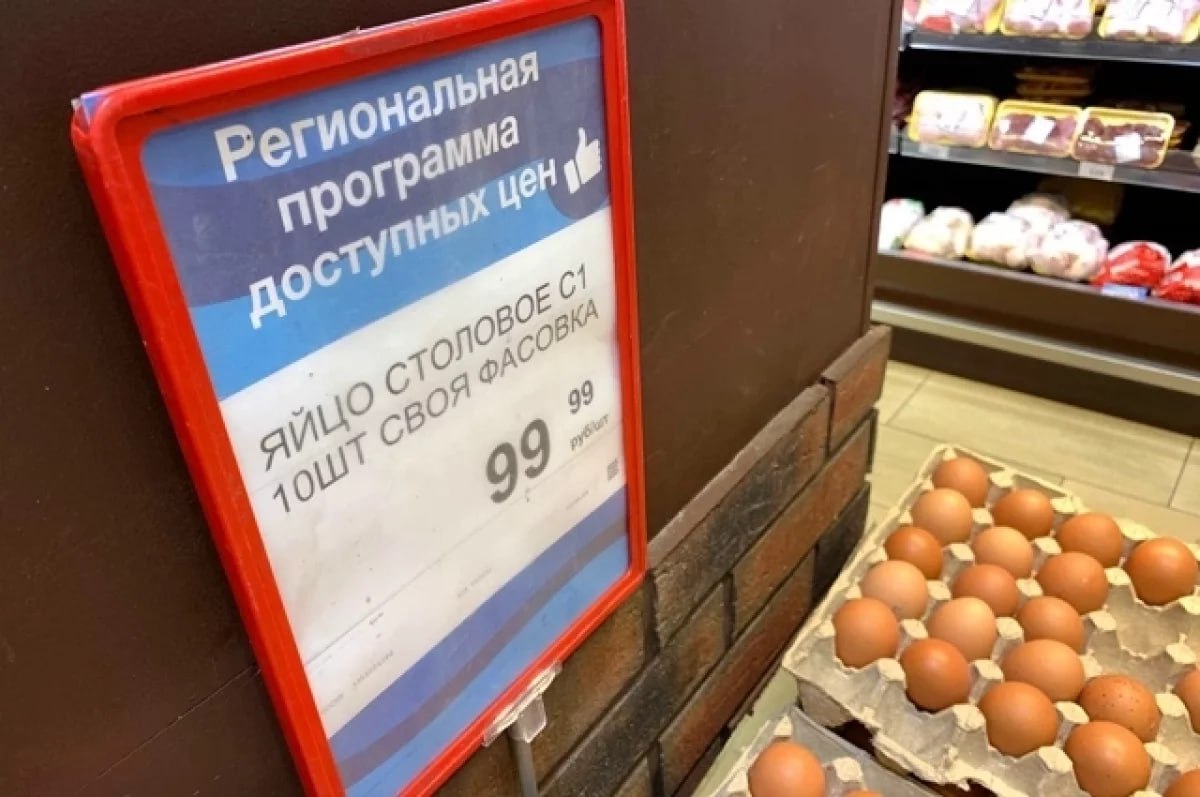 Региональная
программа
доступных цен
ЯЙЦО СТОЛОВОЕ С1
10ШТ СВОЯ ФАСОВКА
99 99
руб/шт